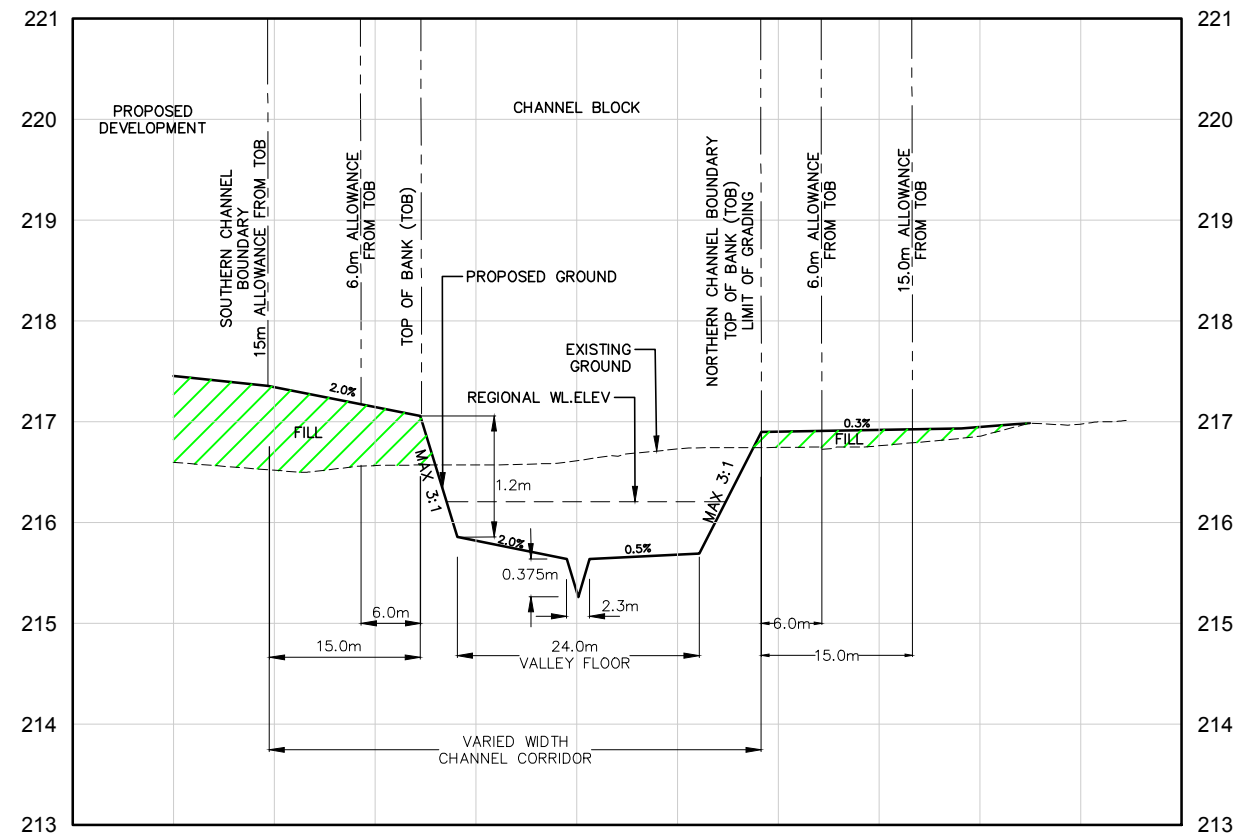 221
221
PROPOSED
DEVELOPMENT
CHANNEL BLOCK
220
220
SOUTHERN CHANNEL
BOUNDARY
15m ALLOWANCE FROM TOB
6.0m ALLOWANCE
FROM TOB
TOP OF BANK (TOB)
NORTHERN CHANNEL BOUNDARY
TOP OF BANK (TOB)
LIMIT OF GRADING
6.0m ALLOWANCE
FROM TOB
15.0m ALLOWANCE
FROM TOB
219
219
PROPOSED GROUND
218
218
EXISTING
GROUND
REGIONAL WL.ELEV
2.0%
217
217
0.3%
FILL
FILL
MAX 3:1
1.2m
MAX 3:1
216
216
2.0%
0.5%
0.375m
2.3m
215
215
6.0m
6.0m
15.0m
24.0m
VALLEY FLOOR
15.0m
214
214
VARIED WIDTH
CHANNEL CORRIDOR
213
213